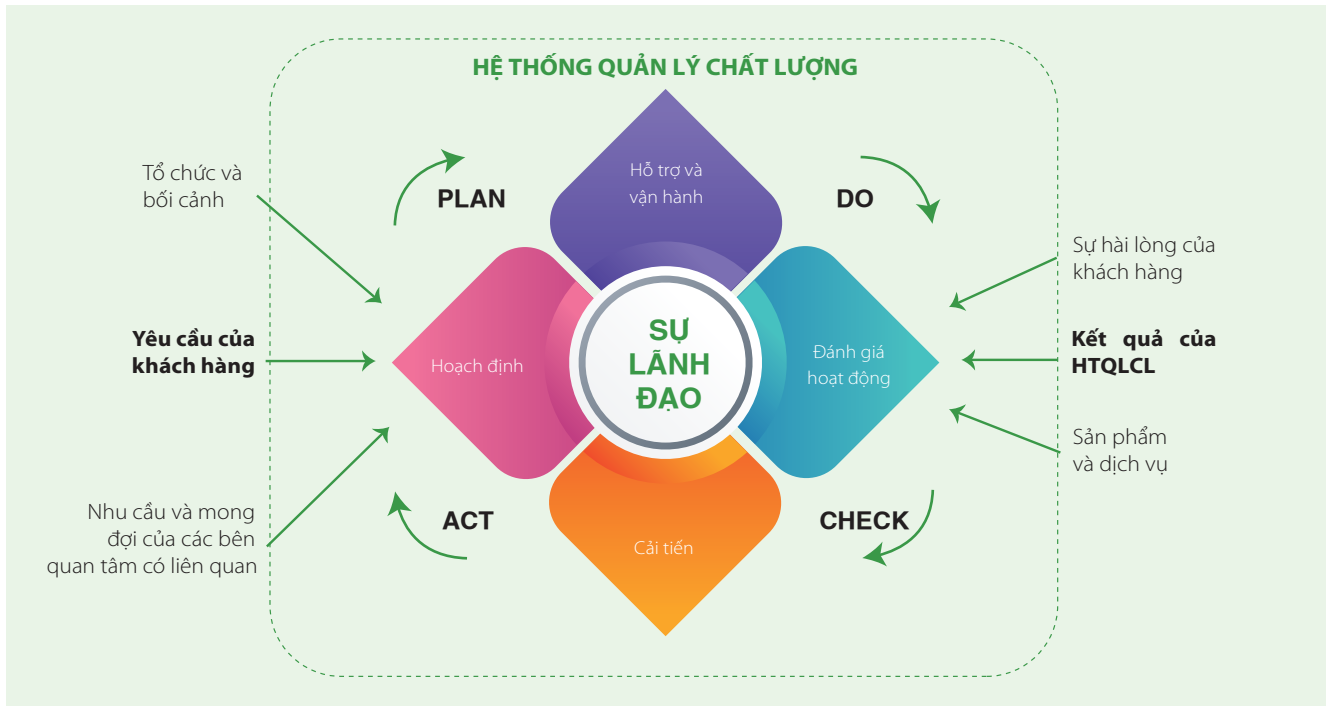 HỆ THỐNG QUẢN LÝ CHẤT LƯỢNG
Tổ chức và
bối cảnh
Yêu cầu của
khách hàng
Nhu cầu và mong
đợi của các bên
quan tâm có liên quan
PLAN
Hỗ trợ và
vận hành
DO
Hoạch định
SỰ
LÃNH
ĐẠO
Đánh giá
hoạt động
ACT
Cải tiến
CHECK
Sự hài lòng của
khách hàng
Kết quả của
HTQLCL
Sản phẩm
và dịch vụ